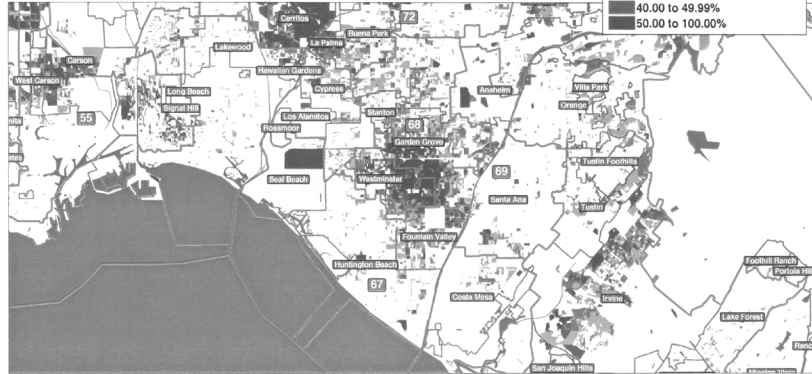 40.00 to 49.99%
50.00 to 100.00%
Cerritos
72
Buena Park
La Palma
Lakewood
Carson
Hawaiian Gardens
West Carson
Cypress
Long Beach
Anaheim
Villa Park
Signal Hill
Orange
Stanton
Los Alamitos
55
68
Rossmoor
Garden Grove
Tustin Foothills
69
Seal Beach
Westminster
Santa Ana
Tustin
Fountain Valley
Huntington Beach
Foothill Ranch
67
Costa Mesa
Irvine
Lake Forest
San Joaquin Hills